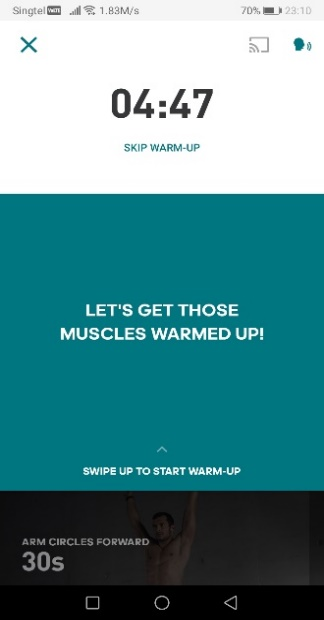 Singtel VoLTE 1.83M/s 70% 23:10
04:47
SKIP WARM-UP
LET'S GET THOSE
MUSCLES WARMED UP!
SWIPE UP TO START WARM-UP
ARM CIRCLES FORWARD
30s